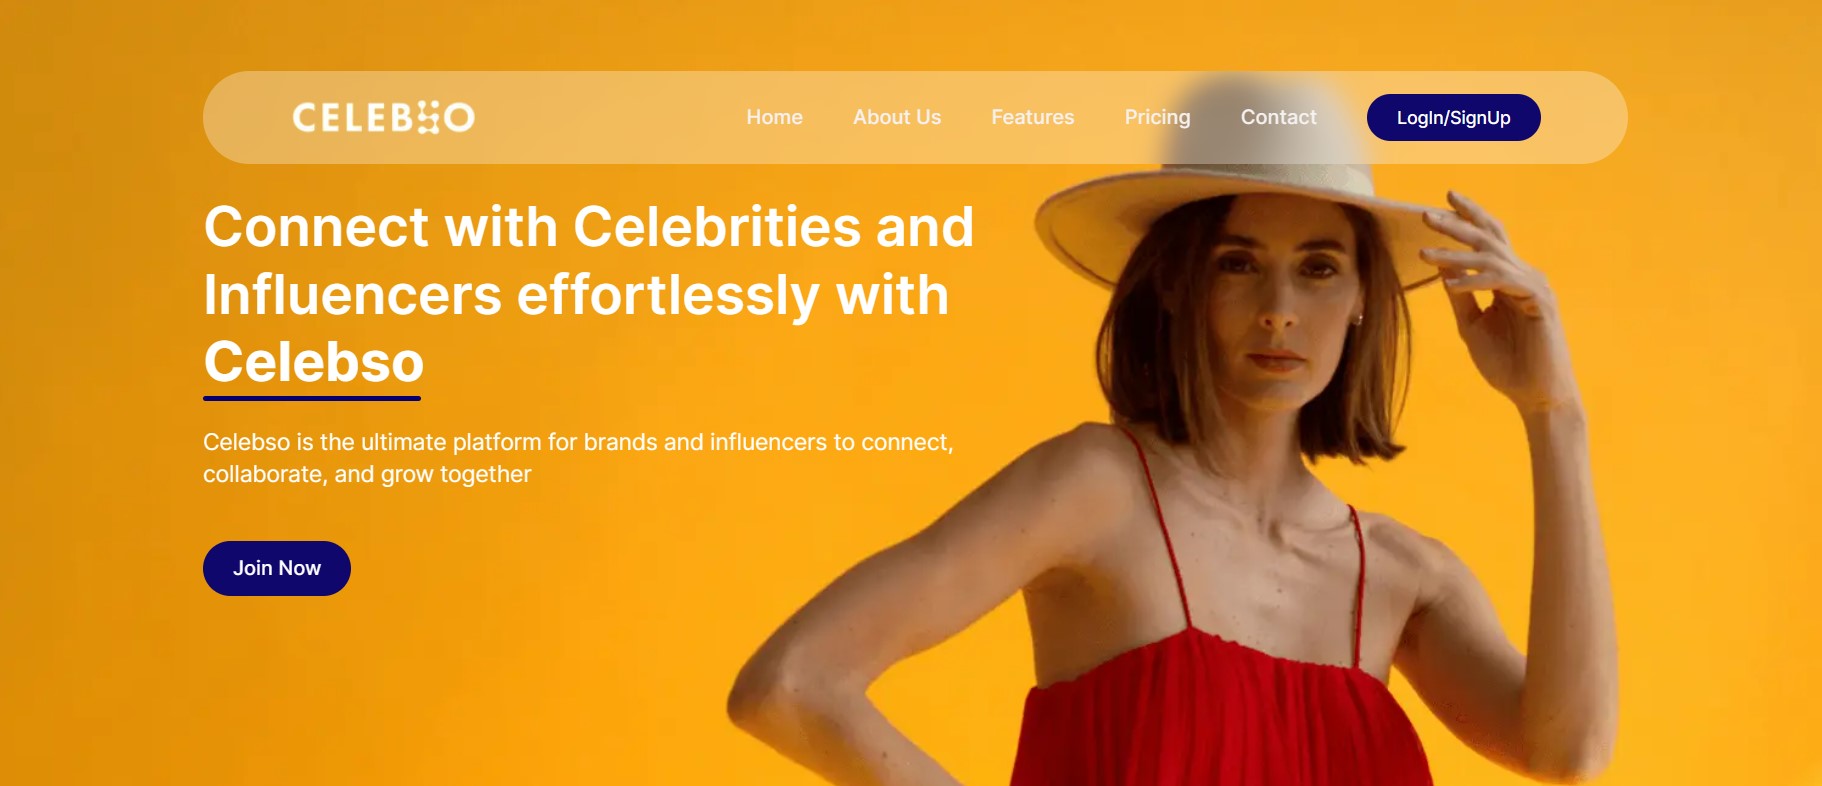 CELEBSO
Home About Us Features Pricing Contact LogIn/SignUp
Connect with Celebrities and
Influencers effortlessly with
Celebso
Celebso is the ultimate platform for brands and influencers to connect,
collaborate, and grow together
Join Now